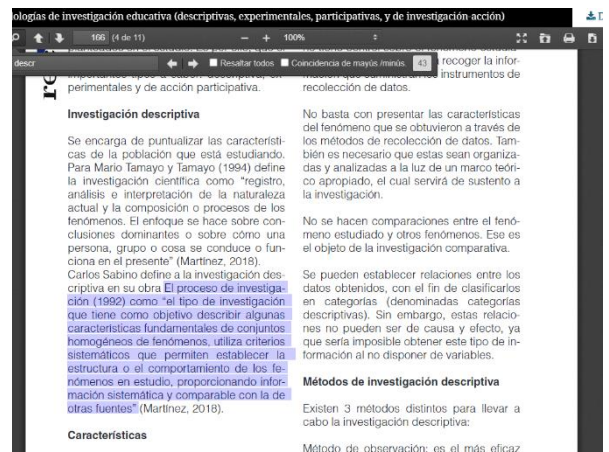 ologías de investigación educativa (descriptivas, experimentales, participativas, y de investigación-acción)
166 (4 de 11)
100%
descr
Resaltar todos
Coincidencia de mayús /minús.
43
perimentales y de acción participativa.
Investigación descriptiva
Se encarga de puntualizar las característi-
cas de la población que está estudiando.
Para Mario Tamayo y Tamayo (1994) define
la investigación científica como “registro,
análisis e interpretación de la naturaleza
actual y la composición o procesos de los
fenómenos. El enfoque se hace sobre con-
clusiones dominantes o sobre cómo una
persona, grupo o cosa se conduce o fun-
ciona en el presente” (Martínez, 2018).
Carlos Sabino define a la investigación des-
criptiva en su obra El proceso de investiga-
ción (1992) como “el tipo de investigación
que tiene como objetivo describir algunas
características fundamentales de conjuntos
homogéneos de fenómenos, utiliza criterios
sistemáticos que permiten establecer la
estructura o el comportamiento de los fe-
nómenos en estudio, proporcionando infor-
mación sistemática y comparable con la de
otras fuentes” (Martínez, 2018).
Características
recoger la infor-
instrumentos de
recolección de datos.
No basta con presentar las características
del fenómeno que se obtuvieron a través de
los métodos de recolección de datos. Tam-
bién es necesario que estas sean organiza-
das y analizadas a la luz de un marco teóri-
co apropiado, el cual servirá de sustento a
la investigación.
No se hacen comparaciones entre el fenó-
meno estudiado y otros fenómenos. Ese es
el objeto de la investigación comparativa.
Se pueden establecer relaciones entre los
datos obtenidos, con el fin de clasificarlos
en categorías (denominadas categorías
descriptivas). Sin embargo, estas relacio-
nes no pueden ser de causa y efecto, ya
que sería imposible obtener este tipo de in-
formación al no disponer de variables.
Métodos de investigación descriptiva
Existen 3 métodos distintos para llevar a
cabo la investigación descriptiva:
Método de observación: es el más eficaz